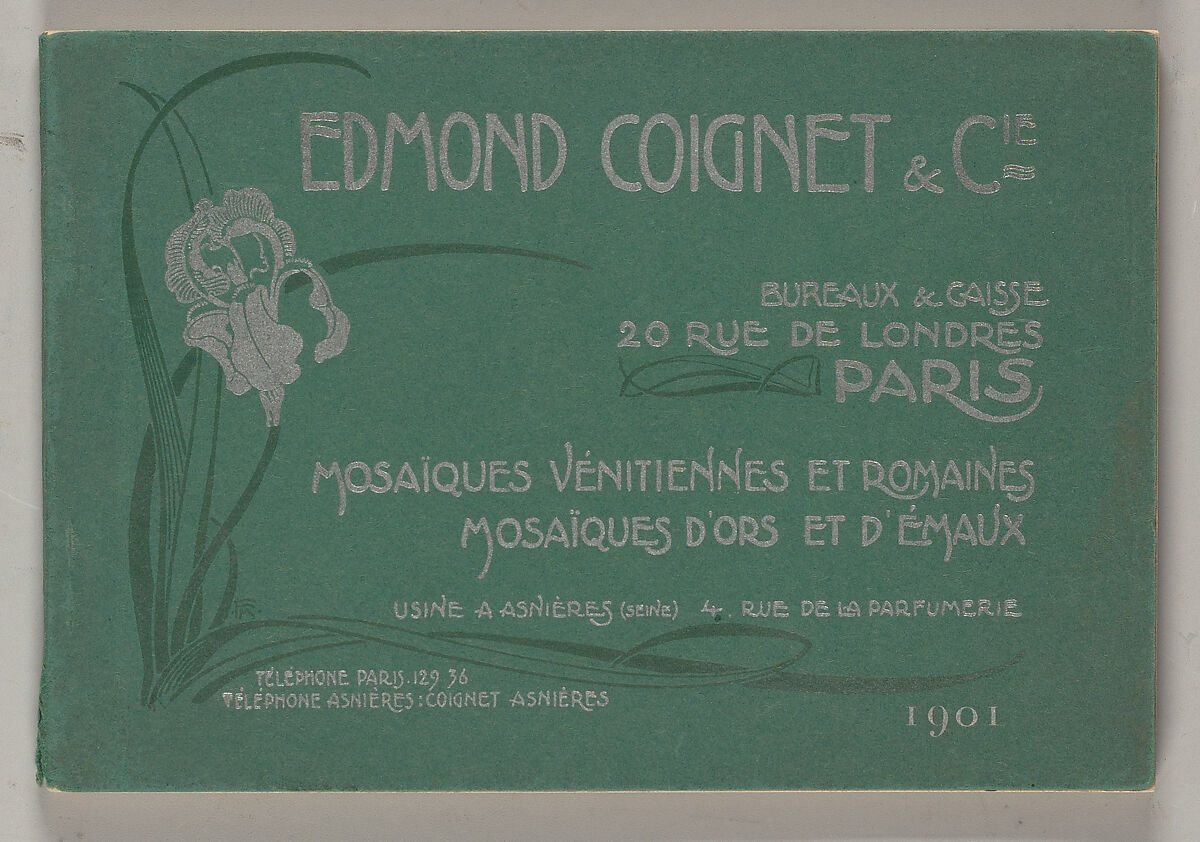 EDMOND COIGNET & CIE
BUREAUX & CAISSE
20 RUE DE LONDRES
PARIS
MOSAÏQUES VÉNITIENNES ET ROMAINES
MOSAÏQUES D'ORS ET D'ÉMAUX
USINE A ASNIÈRES (SEINE) 4, RUE DE LA PARFUMERIE
TÉLÉPHONE PARIS. 129 36
TÉLÉPHONE ASNIÈRES : COIGNET ASNIÈRES
1901